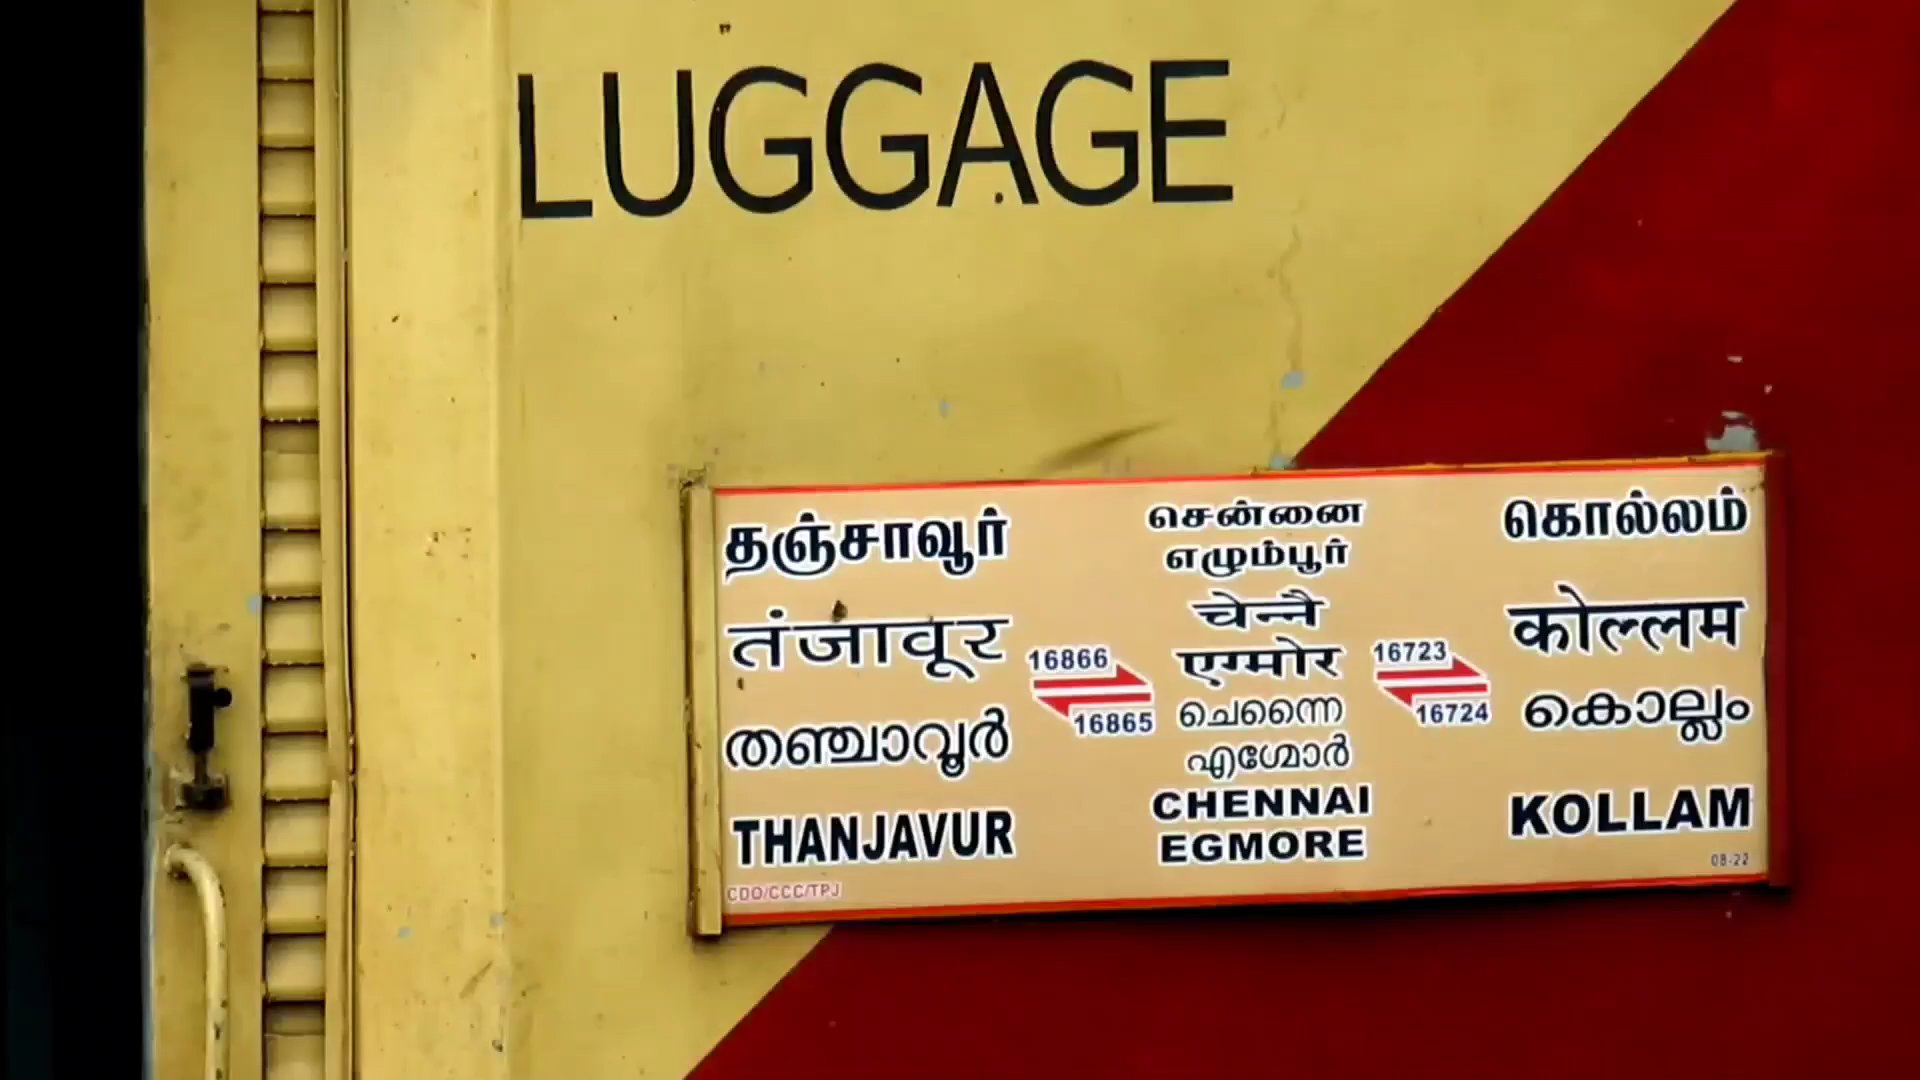 LUGGAGE
தஞ்சாவூர்
तंजावूर
തഞ്ചാവൂർ
THANJAVUR
CDO/CCC/TPJ
16866
16865
சென்னை
எழும்பூர்
चेन्नै
एग्मोर
ചെന്നൈ
എഗ്മോർ
CHENNAI
EGMORE
16723
16724
கொல்லம்
कोल्लम
കൊല്ലം
KOLLAM
08-22